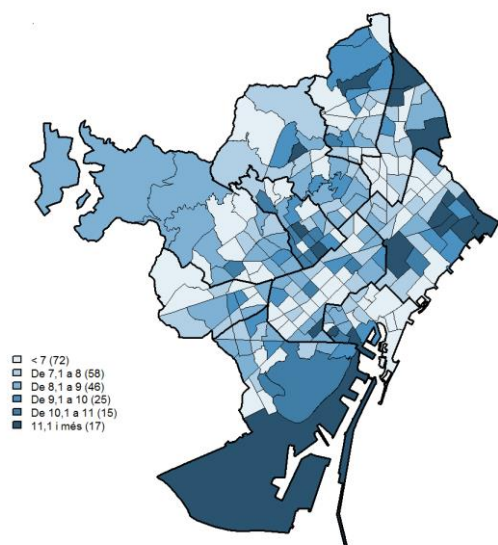 < 7 (72)
De 7,1 a 8 (58)
De 8,1 a 9 (46)
De 9,1 a 10 (25)
De 10,1 a 11 (15)
11,1 i més (17)